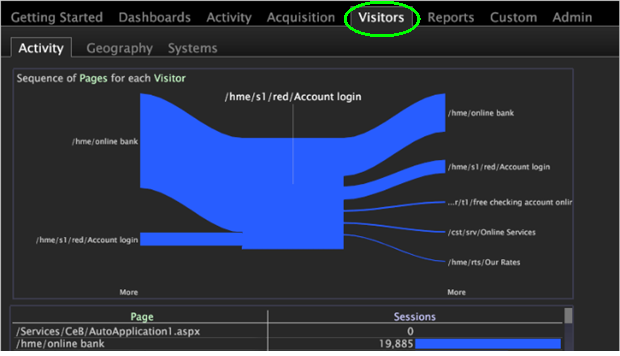 Getting Started Dashboards Activity Acquisition Visitors Reports Custom Admin
Activity Geography Systems
Sequence of Pages for each Visitor
/hme/s1/red/Account login
/hme/online bank
/hme/online bank
/hme/s1/red/Account login
...r/t1/free checking account onlir
/cst/srv/Online Services
/hme/s1/red/Account login
/hme/rts/Our Rates
More
More
Page Sessions
/Services/CeB/AutoApplication1.aspx 0
/hme/online bank 19,885